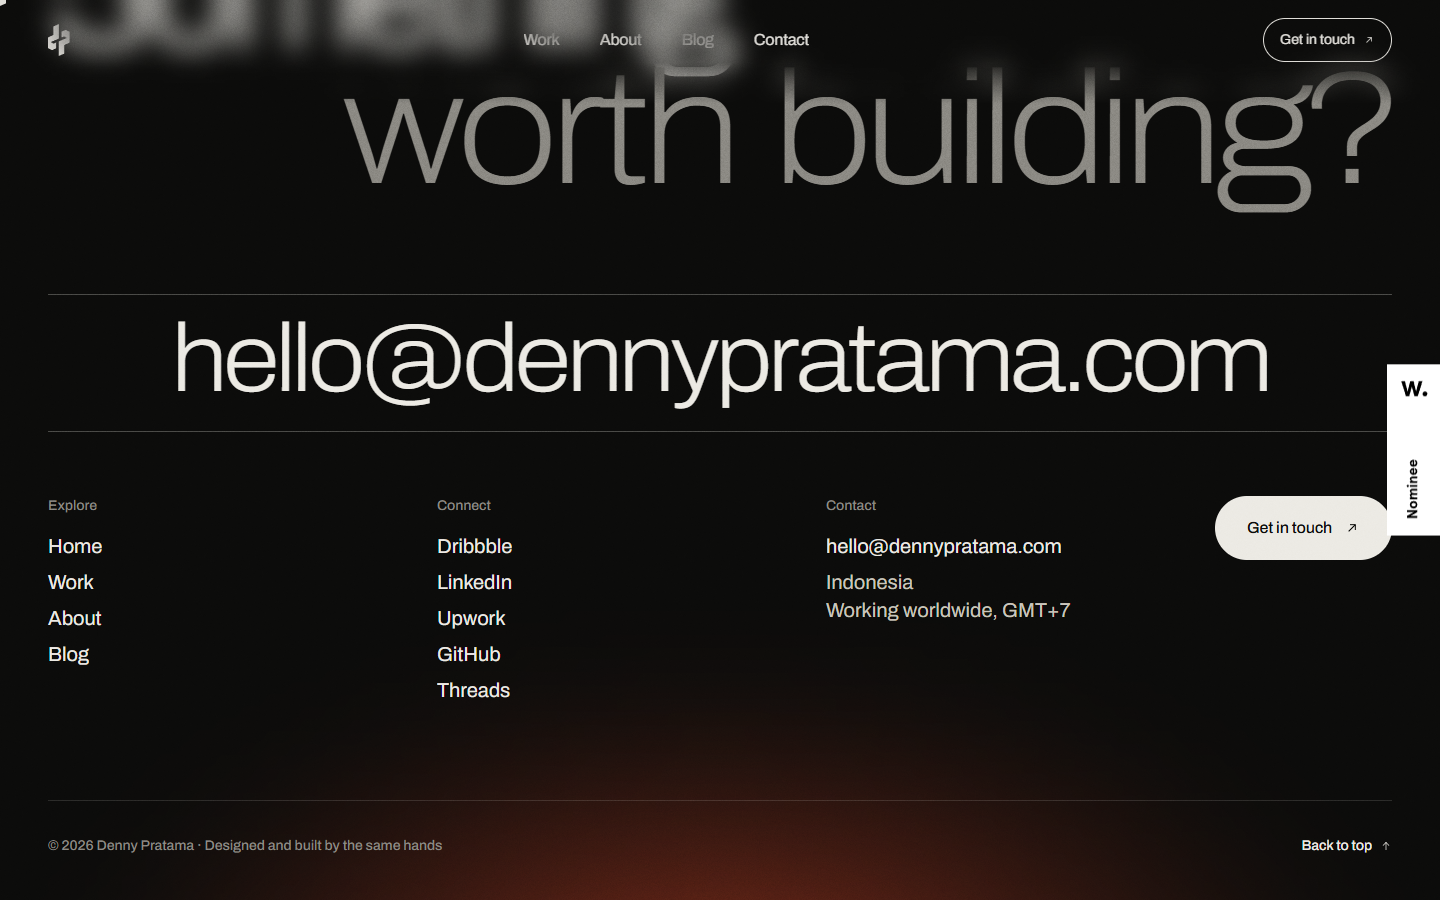 Work
About
Blog
Contact
Get in touch
worth building?
hello@dennypratama.com
W.
Nominee
Explore
Home
Work
About
Blog
Connect
Dribbble
LinkedIn
Upwork
GitHub
Threads
Contact
hello@dennypratama.com
Indonesia
Working worldwide, GMT+7
Get in touch
© 2026 Denny Pratama · Designed and built by the same hands
Back to top